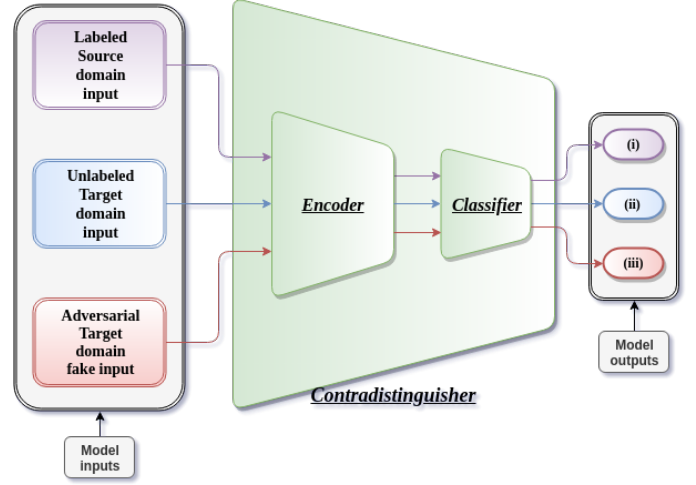 Labeled
Source
domain
input
Unlabeled
Target
domain
input
Adversarial
Target
domain
fake input
Model
inputs
Encoder
Classifier
Contradistinguisher
(i)
(ii)
(iii)
Model
outputs